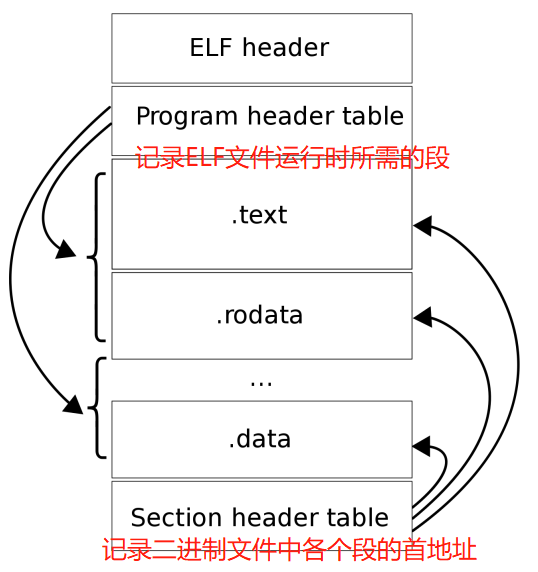 ELF header
Program header table
记录ELF文件运行时所需的段
.text
.rodata
...
.data
Section header table
记录二进制文件中各个段的首地址